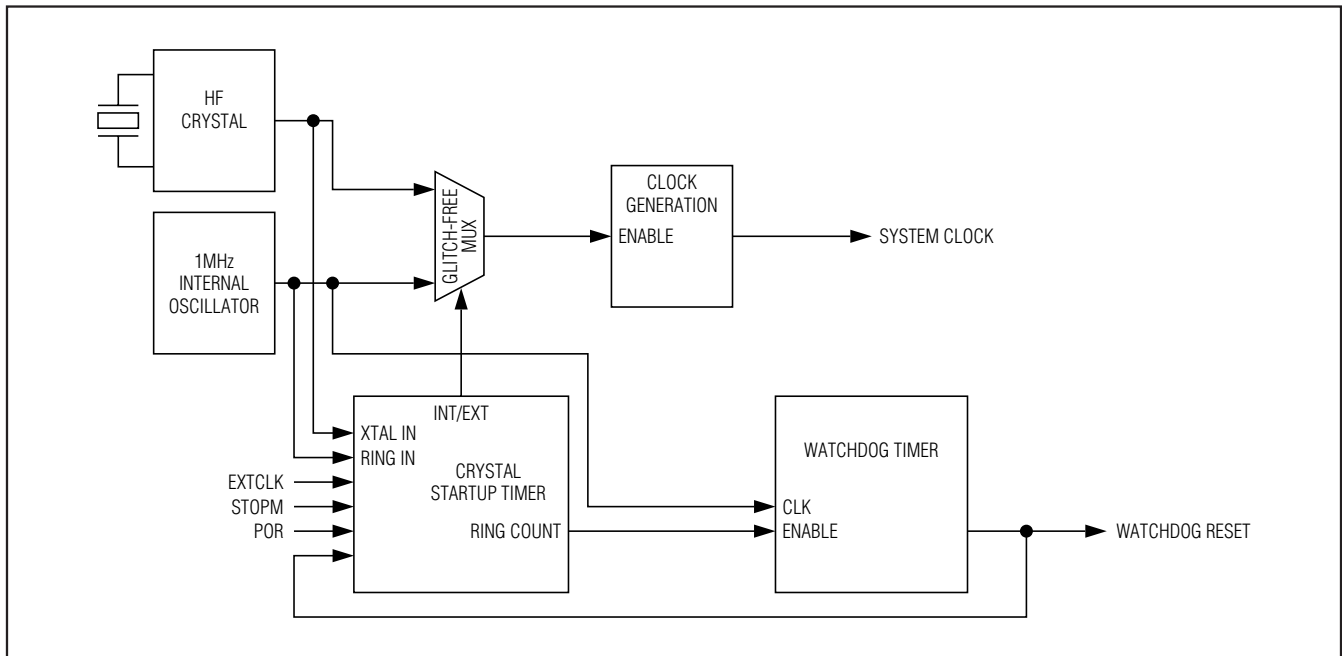 HF
CRYSTAL
1MHz
INTERNAL
OSCILLATOR
GLITCH-FREE
MUX
CLOCK
GENERATION
ENABLE
SYSTEM CLOCK
INT/EXT
XTAL IN
RING IN
EXTCLK
STOPM
POR
CRYSTAL
STARTUP TIMER
RING COUNT
WATCHDOG TIMER
CLK
ENABLE
WATCHDOG RESET